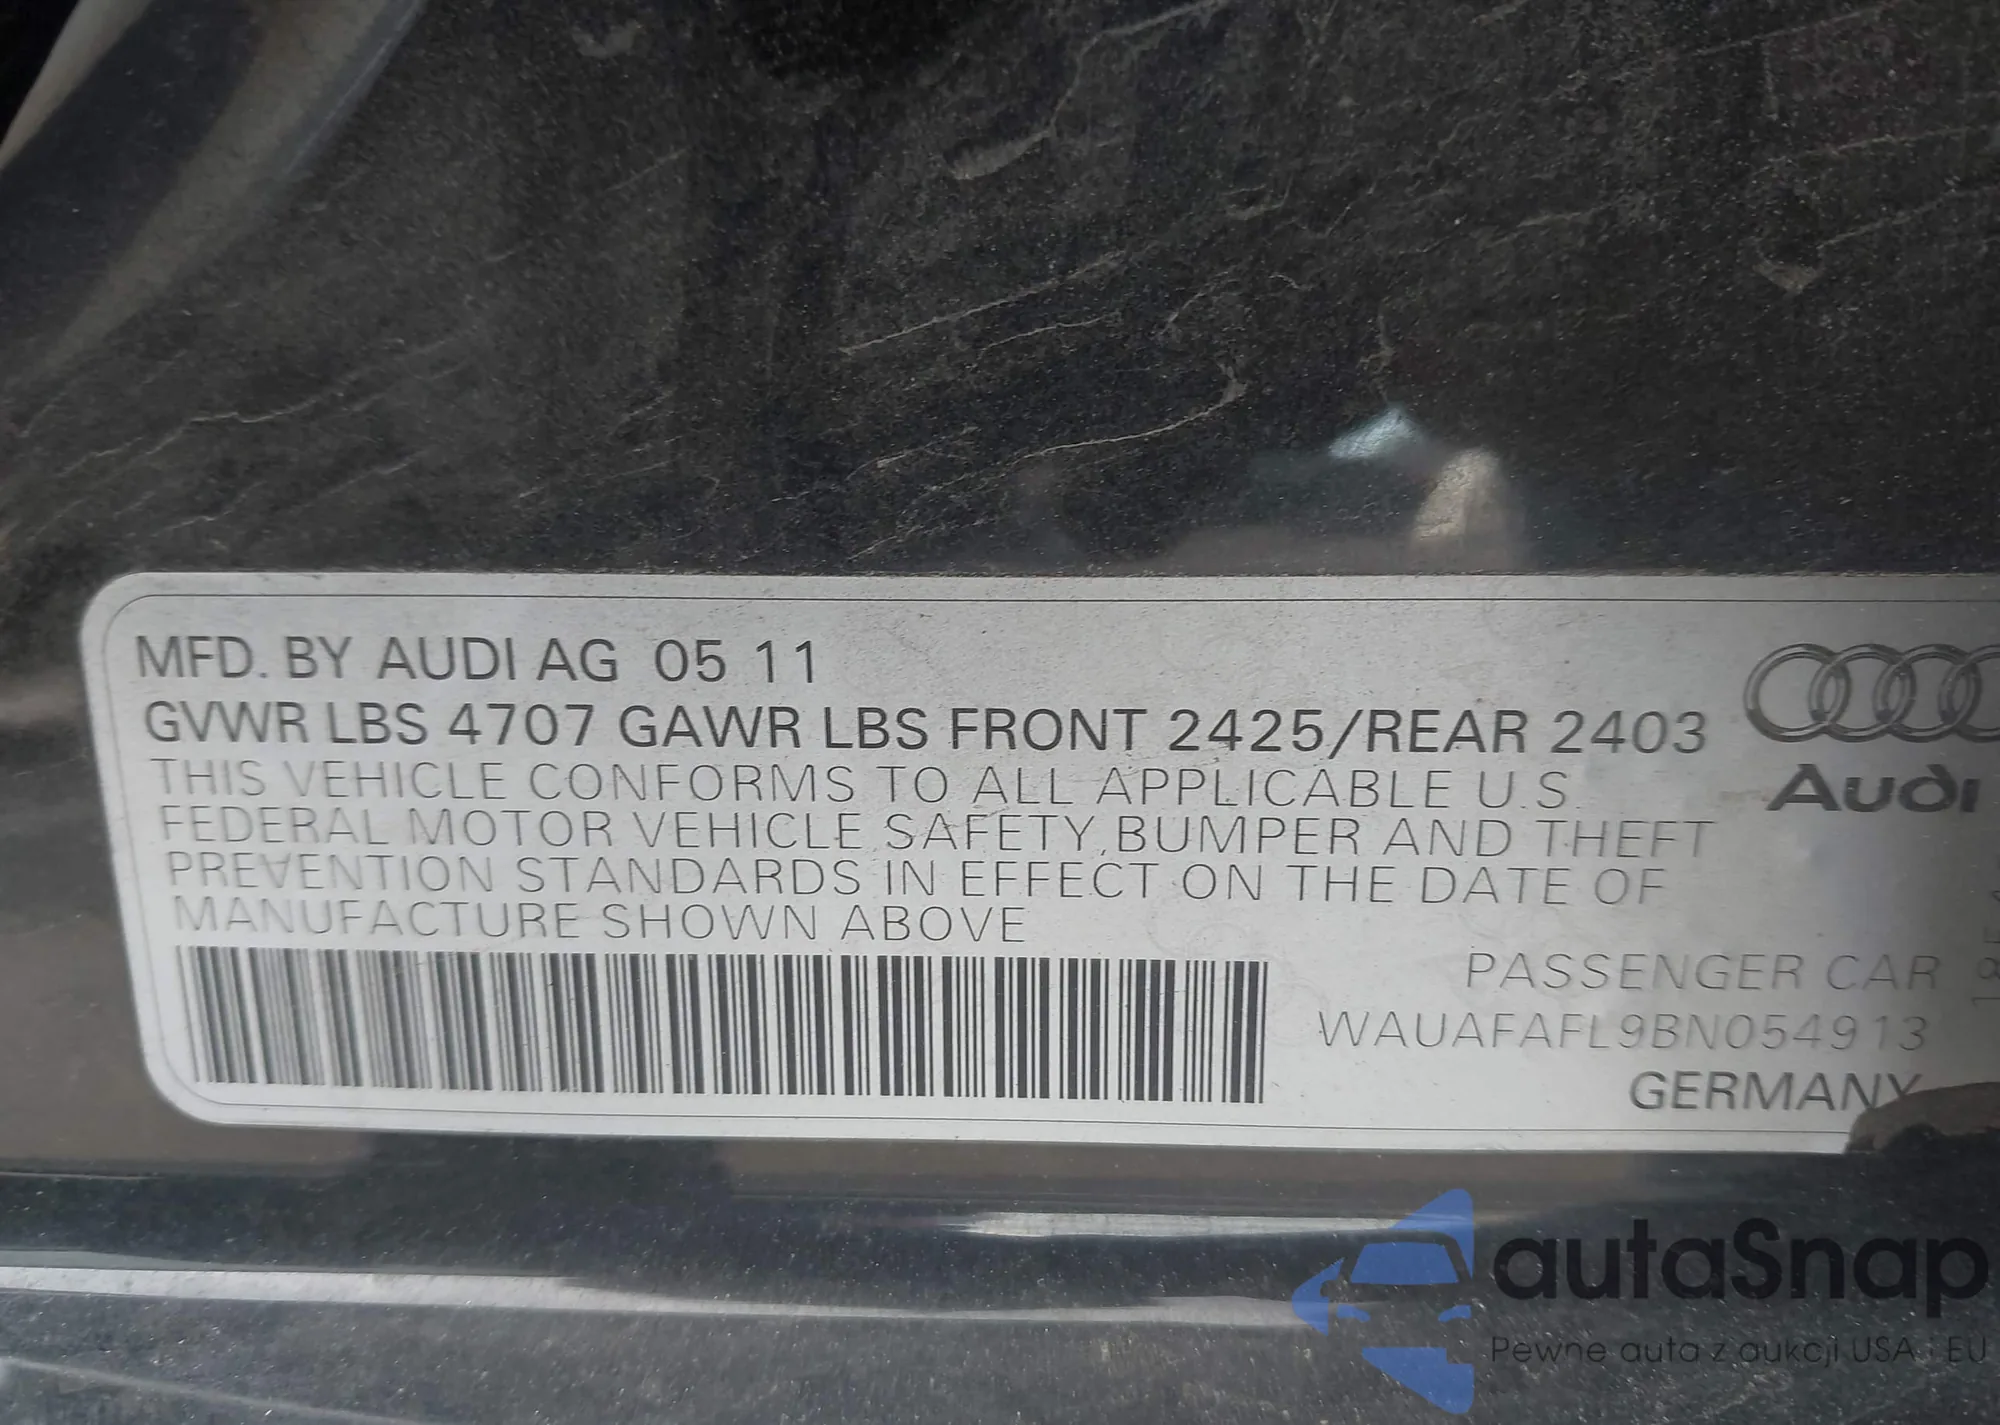 MFD. BY AUDI AG 05 11
GVWR LBS 4707 GAWR LBS FRONT 2425/REAR 2403
THIS VEHICLE CONFORMS TO ALL APPLICABLE U.S.
FEDERAL MOTOR VEHICLE SAFETY, BUMPER AND THEFT
PREVENTION STANDARDS IN EFFECT ON THE DATE OF
MANUFACTURE SHOWN ABOVE
Audi
PASSENGER CAR
WAUAFAFL9BN054913
GERMANY
autaSnap
Pewne auta z aukcji USA i EU